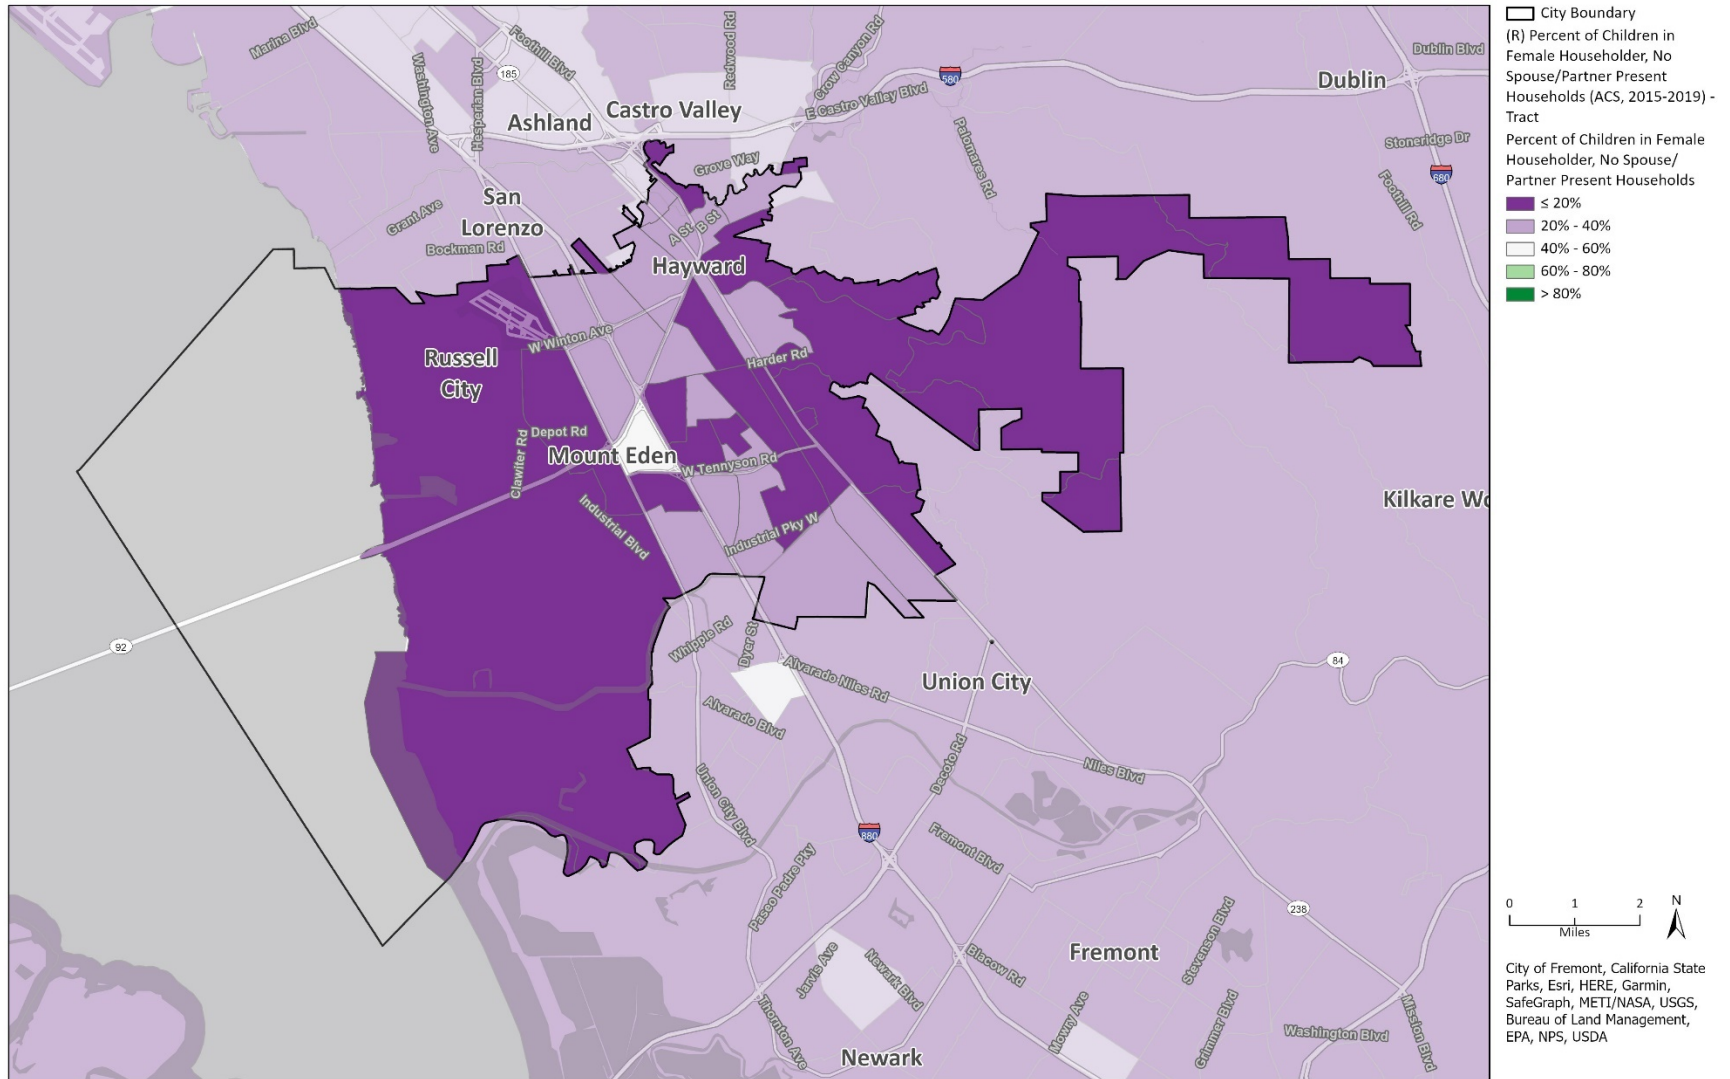 Marina Blvd
Washington Ave
Hesperian Blvd
Foothill Blvd
185
Redwood Rd
Crow Canyon Rd
580
E Castro Valley Blvd
Dublin Blvd
Dublin
Castro Valley
Ashland
Palomares Rd
Stoneridge Dr
680
Foothill Rd
Grove Way
San
Lorenzo
Grant Ave
Bockman Rd
A St
B St
Hayward
W Winton Ave
Russell
City
Harder Rd
Depot Rd
Clawiter Rd
Mount Eden
W Tennyson Rd
Industrial Blvd
Industrial Pky W
Kilkare Wo
92
Whipple Rd
Dyer St
Alvarado Niles Rd
Union City
84
Alvarado Blvd
Union City Blvd
Decoto Rd
Niles Blvd
880
Fremont Blvd
Paseo Padre Pky
238
Stevenson Blvd
Fremont
Blacow Rd
Jarvis Ave
Newark Blvd
Thornton Ave
Mowry Ave
Grimmer Blvd
Washington Blvd
Mission Blvd
Newark
City Boundary
(R) Percent of Children in
Female Householder, No
Spouse/Partner Present
Households (ACS, 2015-2019) -
Tract
Percent of Children in Female
Householder, No Spouse/
Partner Present Households
≤ 20%
20% - 40%
40% - 60%
60% - 80%
> 80%
0 1 2
Miles
N
City of Fremont, California State
Parks, Esri, HERE, Garmin,
SafeGraph, METI/NASA, USGS,
Bureau of Land Management,
EPA, NPS, USDA